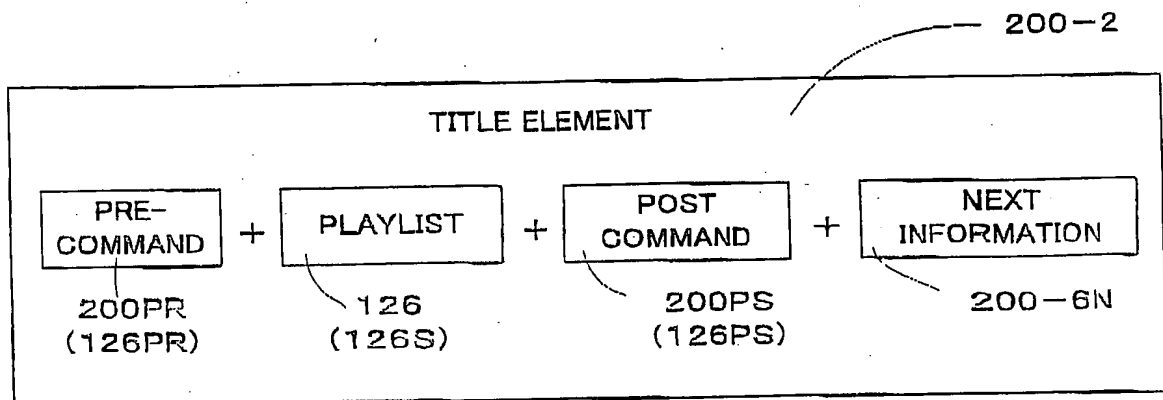 200-2
TITLE ELEMENT
PRE-
COMMAND
+
PLAYLIST
+
POST
COMMAND
+
NEXT
INFORMATION
200PR
(126PR)
126
(126S)
200PS
(126PS)
200-6N